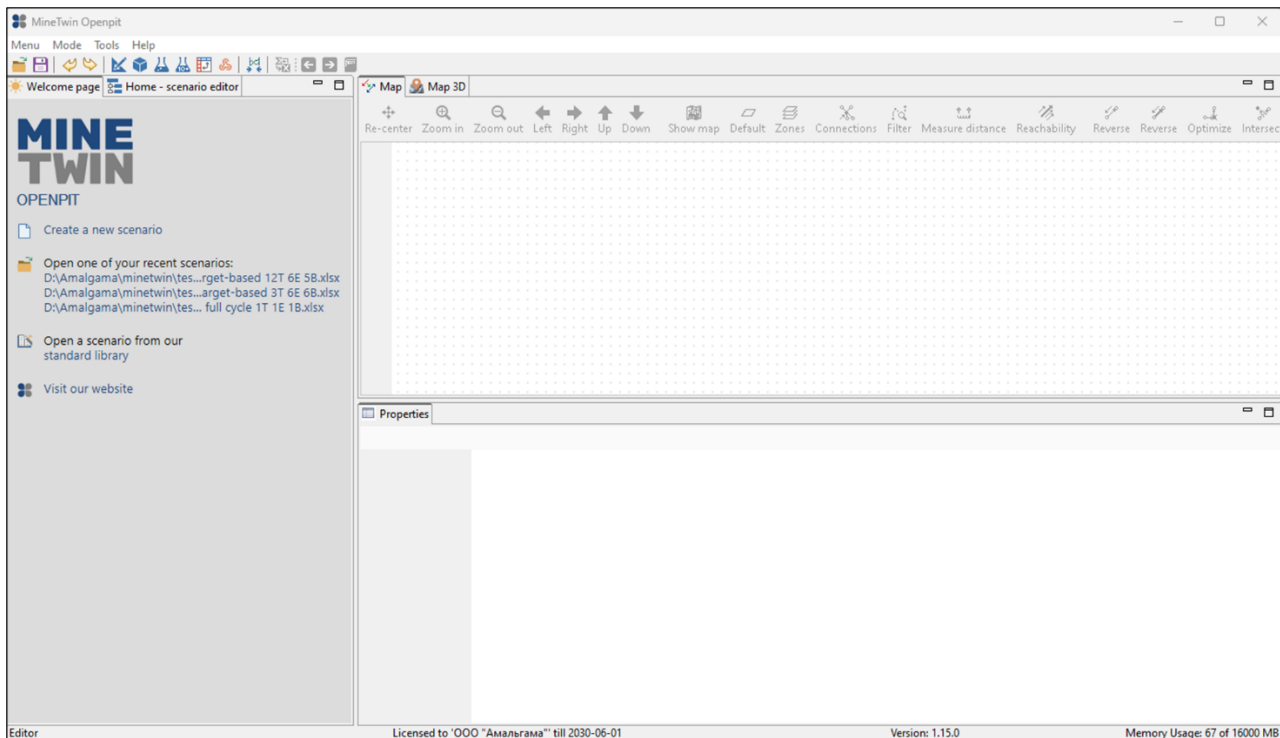 MineTwin Openpit
Menu Mode Tools Help
Welcome page Home - scenario editor
Map Map 3D
Re-center Zoom in Zoom out Left Right Up Down Show map Default Zones Connections Filter Measure distance Reachability Reverse Reverse Optimize Intersec
MINE
TWIN
OPENPIT
Create a new scenario
Open one of your recent scenarios:
D:\Amalgama\minetwin\tes...rget-based 12T 6E 5B.xlsx
D:\Amalgama\minetwin\tes...arget-based 3T 6E 6B.xlsx
D:\Amalgama\minetwin\tes... full cycle 1T 1E 1B.xlsx
Open a scenario from our
standard library
Visit our website
Properties
Editor Licensed to 'ООО "Амальгама"' till 2030-06-01 Version: 1.15.0 Memory Usage: 67 of 16000 MB